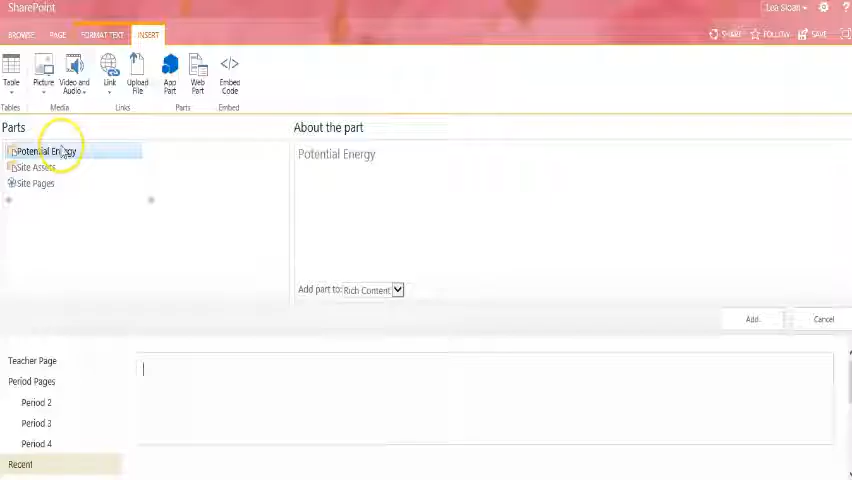 SharePoint
Lea Sloan
?
BROWSE PAGE FORMAT TEXT INSERT
SHARE FOLLOW SAVE
Table Picture Video and Audio Link Upload File App Part Web Part Embed Code
Tables Media Links Parts Embed
Parts
About the part
Potential Energy
Potential Energy
Site Assets
Site Pages
Add part to: Rich Content
Add Cancel
Teacher Page
Period Pages
Period 2
Period 3
Period 4
Recent